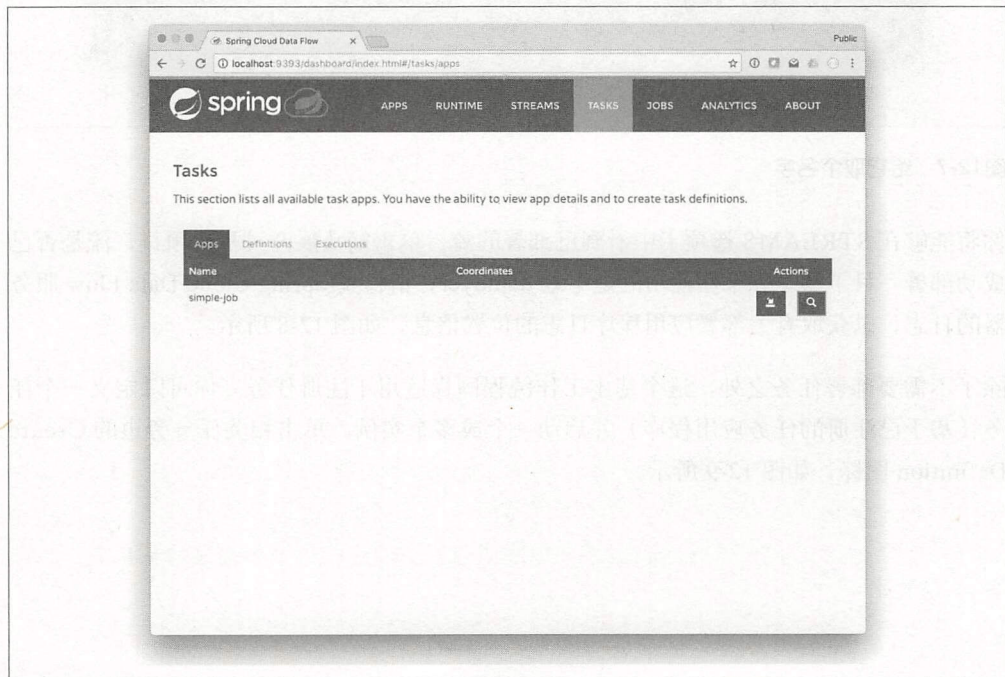 Spring Cloud Data Flow
Public
localhost:9393/dashboard/index.html#/tasks/apps
spring
APPS RUNTIME STREAMS TASKS JOBS ANALYTICS ABOUT
Tasks
This section lists all available task apps. You have the ability to view app details and to create task definitions.
Apps Definitions Executions
Name Coordinates Actions
simple-job